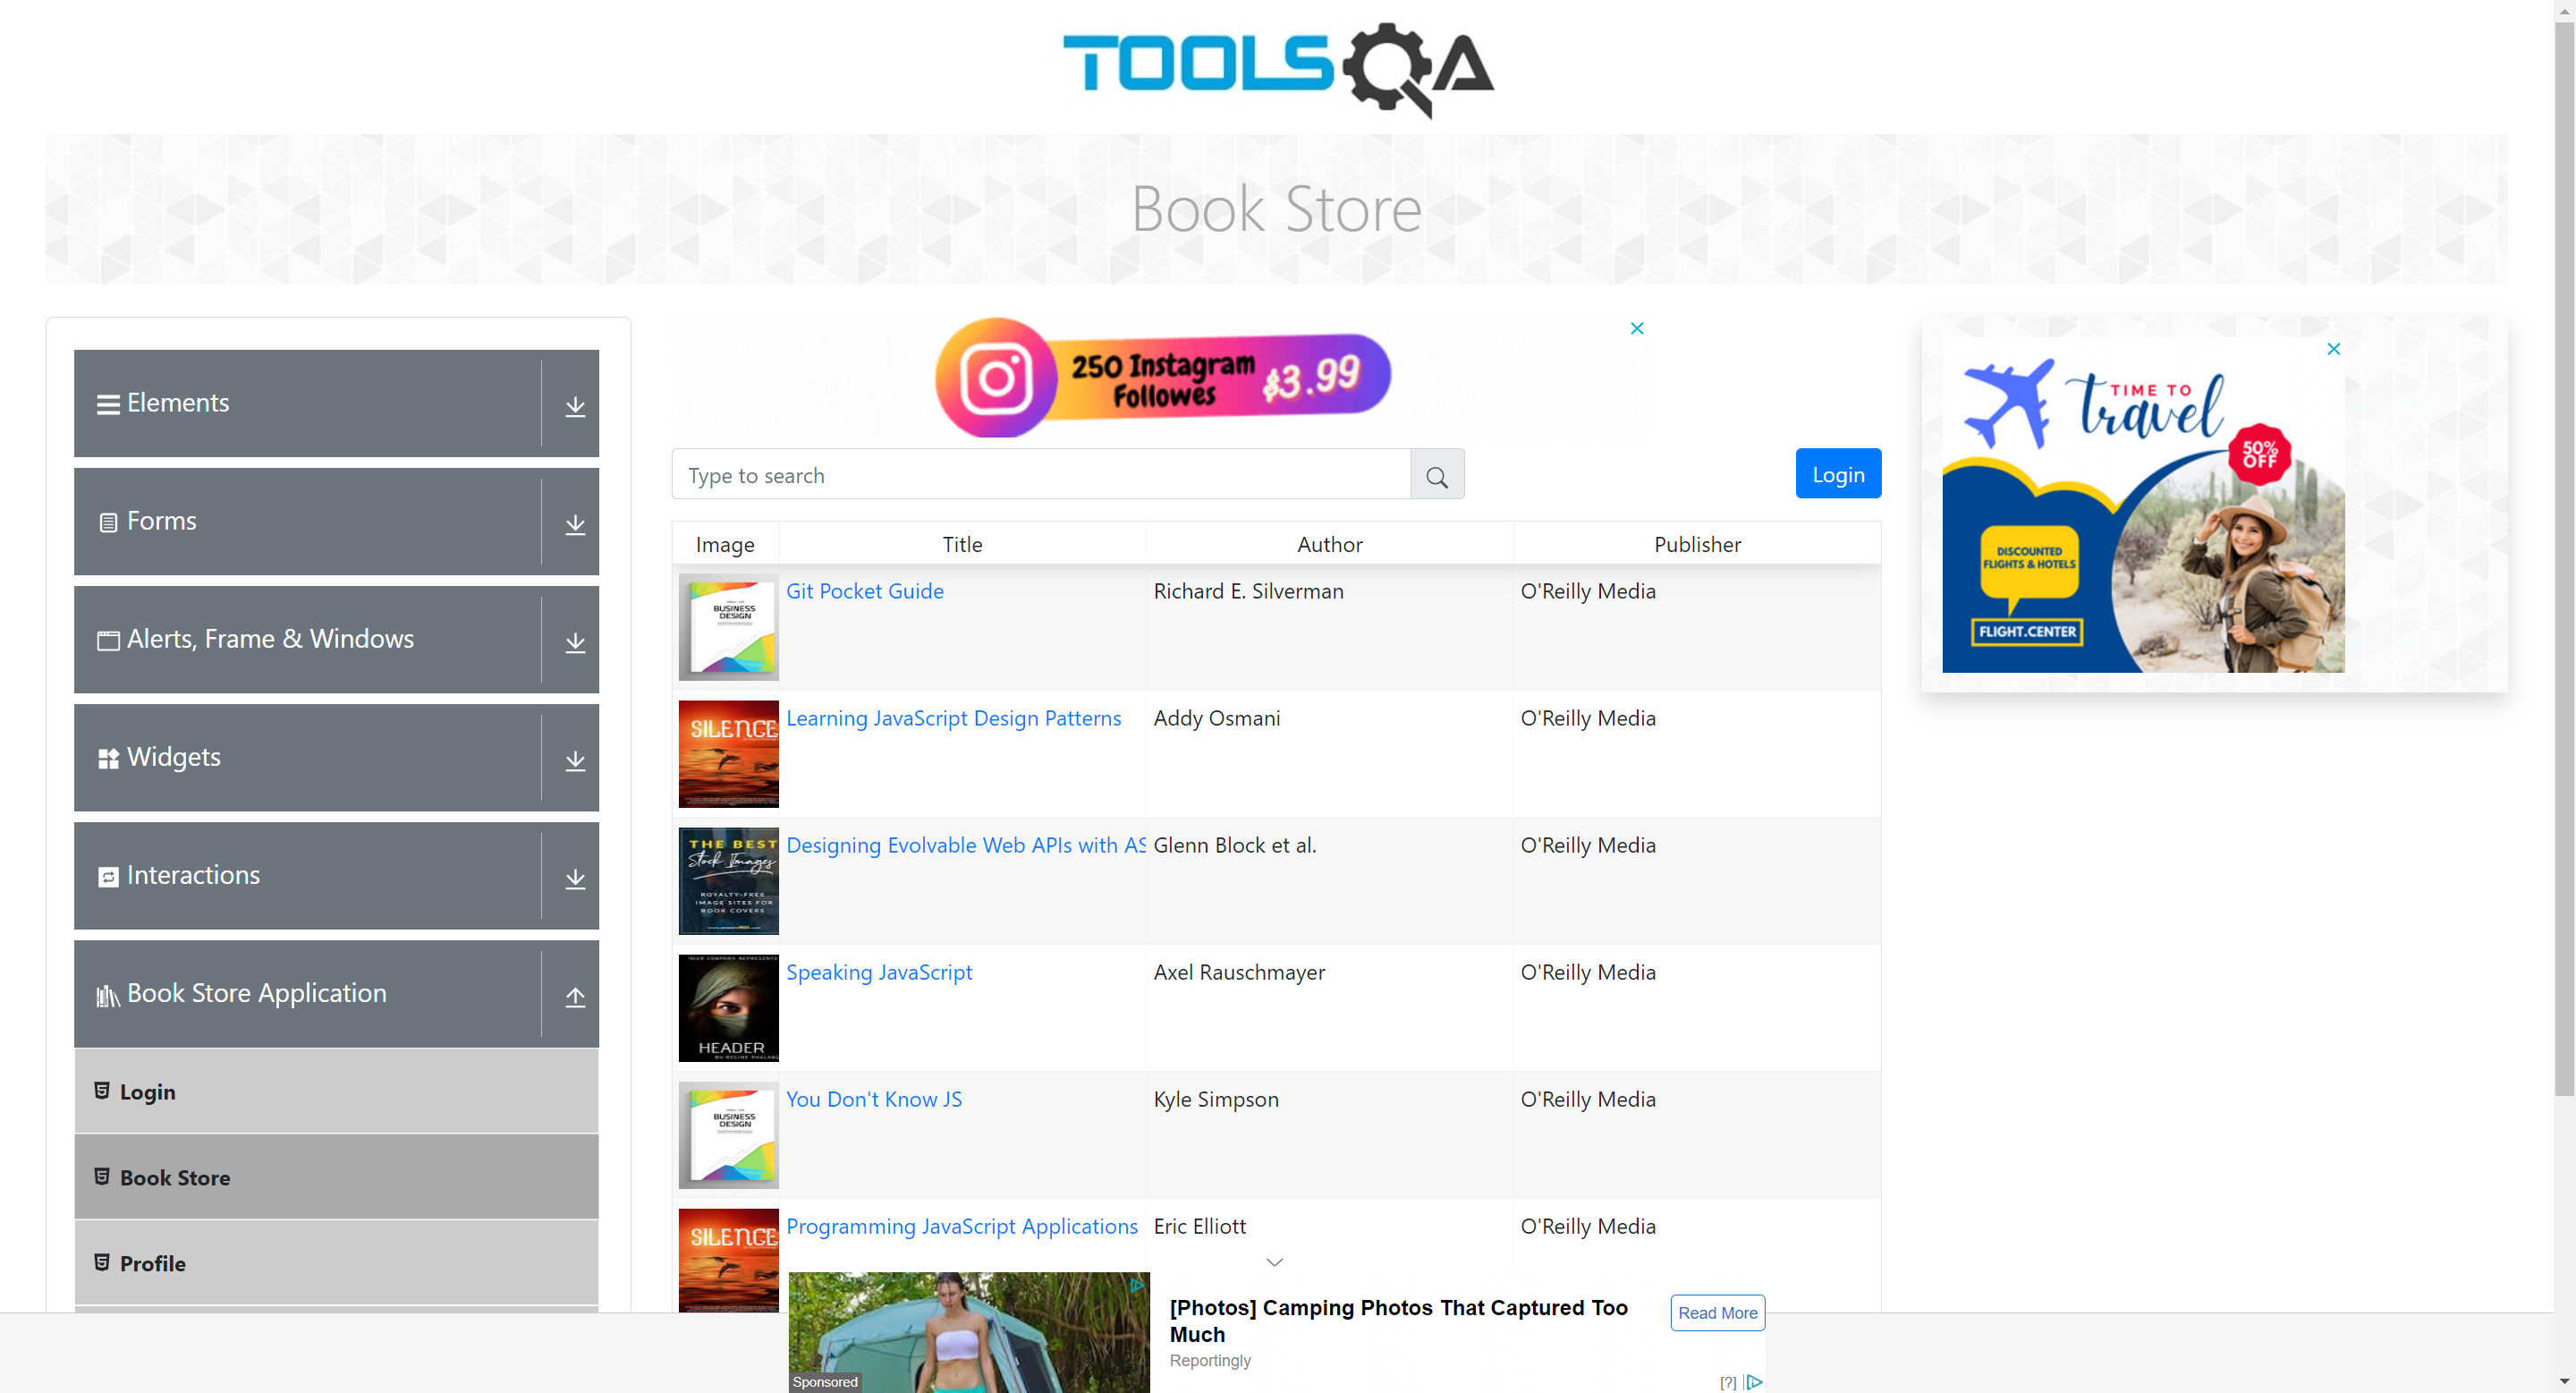 TOOLSQA
Book Store
Elements
Forms
Alerts, Frame & Windows
Widgets
Interactions
Book Store Application
Login
Book Store
Profile
250 Instagram
Followes
$3.99
Type to search
Login
Image Title Author Publisher
BUSINESS
DESIGN
Git Pocket Guide Richard E. Silverman O'Reilly Media
SILENCE
Learning JavaScript Design Patterns Addy Osmani O'Reilly Media
THE BEST
Stock Images
ROYALTY-FREE
IMAGE SITES FOR
BOOK COVERS
Designing Evolvable Web APIs with AS Glenn Block et al. O'Reilly Media
YOUR COMPANY REPRESENTS
HEADER
Speaking JavaScript Axel Rauschmayer O'Reilly Media
BUSINESS
DESIGN
You Don't Know JS Kyle Simpson O'Reilly Media
SILENCE
Programming JavaScript Applications Eric Elliott O'Reilly Media
TIME TO
travel
50%
OFF
DISCOUNTED
FLIGHTS & HOTELS
FLIGHT.CENTER
Sponsored
[Photos] Camping Photos That Captured Too
Much
Reportingly
Read More
[?]